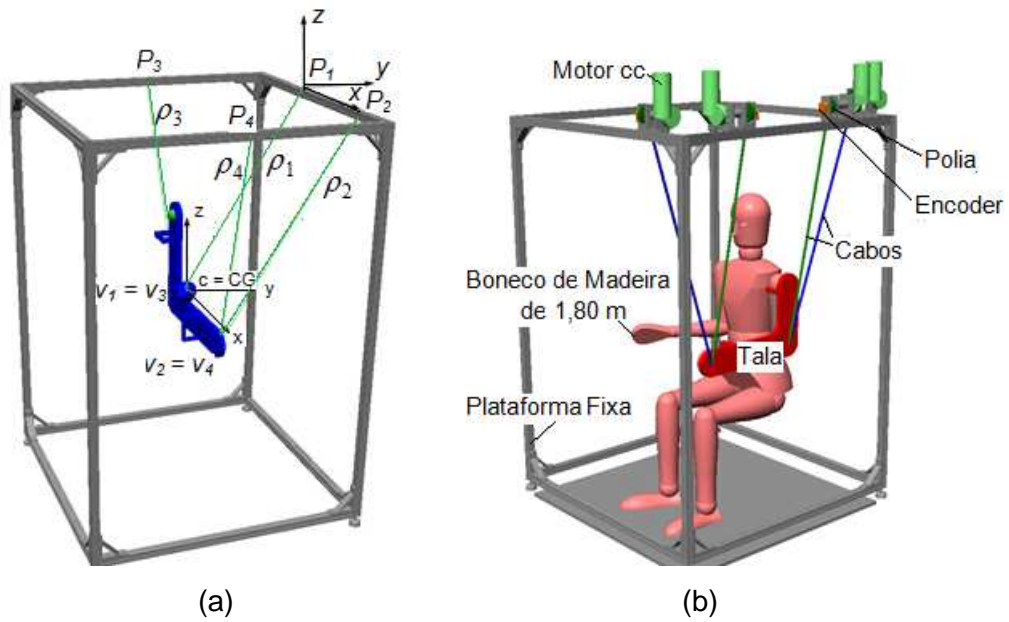 z
P₃
P₁
y
x
P₂
ρ₃
P₄
ρ₄
ρ₁
ρ₂
z
c = CG
y
v₁ = v₃
x
v₂ = v₄
(a)
Motor cc
Polia
Encoder
Cabos
Boneco de Madeira
de 1,80 m
Tala
Plataforma Fixa
(b)